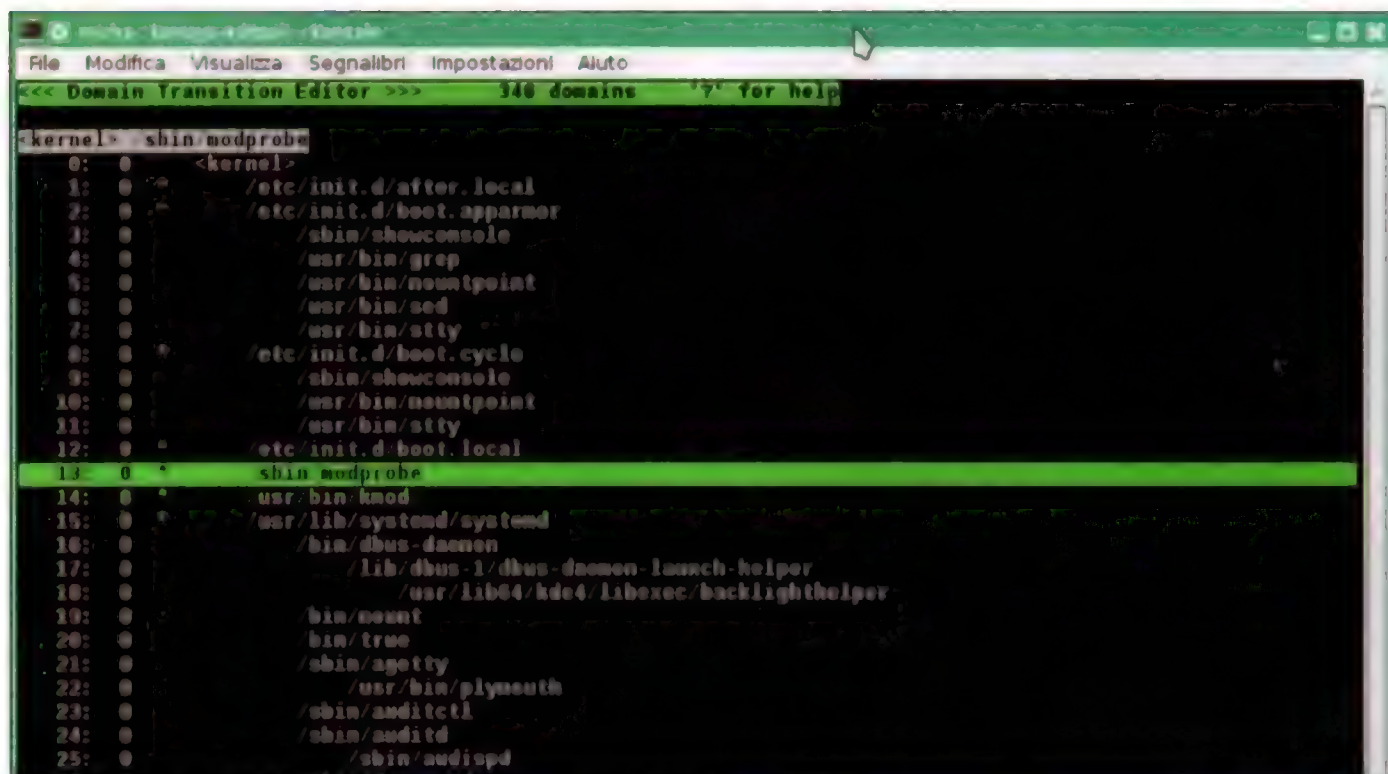 File Modifica Visualizza Segnalibri Impostazioni Aiuto
<<< Domain Transition Editor >>> domains '?' for help
<kernel> /sbin/modprobe
0: 0 <kernel>
1: 0 * /etc/init.d/after.local
2: 0 * /etc/init.d/boot.apparmor
3: 0 /sbin/showconsole
4: 0 /usr/bin/grep
5: 0 /usr/bin/mountpoint
6: 0 /usr/bin/sed
7: 0 /usr/bin/stty
8: 0 * /etc/init.d/boot.cycle
9: 0 /sbin/showconsole
10: 0 /usr/bin/mountpoint
11: 0 /usr/bin/stty
12: 0 * /etc/init.d/boot.local
13: 0 * /sbin/modprobe
14: 0 * /usr/bin/kmod
15: 0 * /usr/lib/systemd/systemd
16: 0 /bin/dbus-daemon
17: 0 /lib/dbus-1/dbus-daemon-launch-helper
18: 0 /usr/lib64/kde4/libexec/backlighthelper
19: 0 /bin/mount
20: 0 /bin/true
21: 0 /sbin/agetty
22: 0 /usr/bin/plymouth
23: 0 /sbin/auditctl
24: 0 /sbin/auditd
25: 0 /sbin/audispd